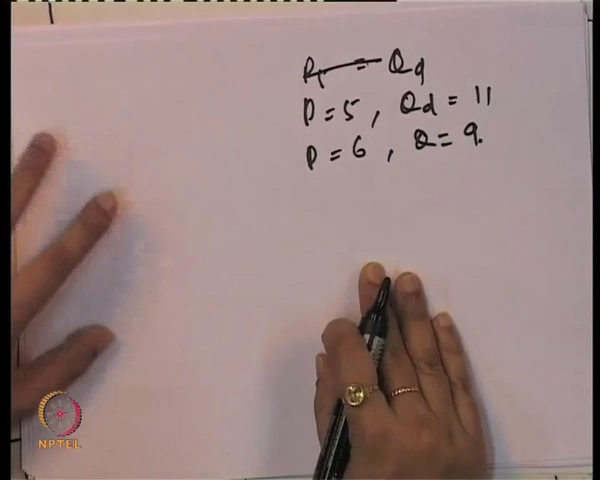 P = Qd
P = 5, Qd = 11
P = 6, Q = 9.
NPTEL